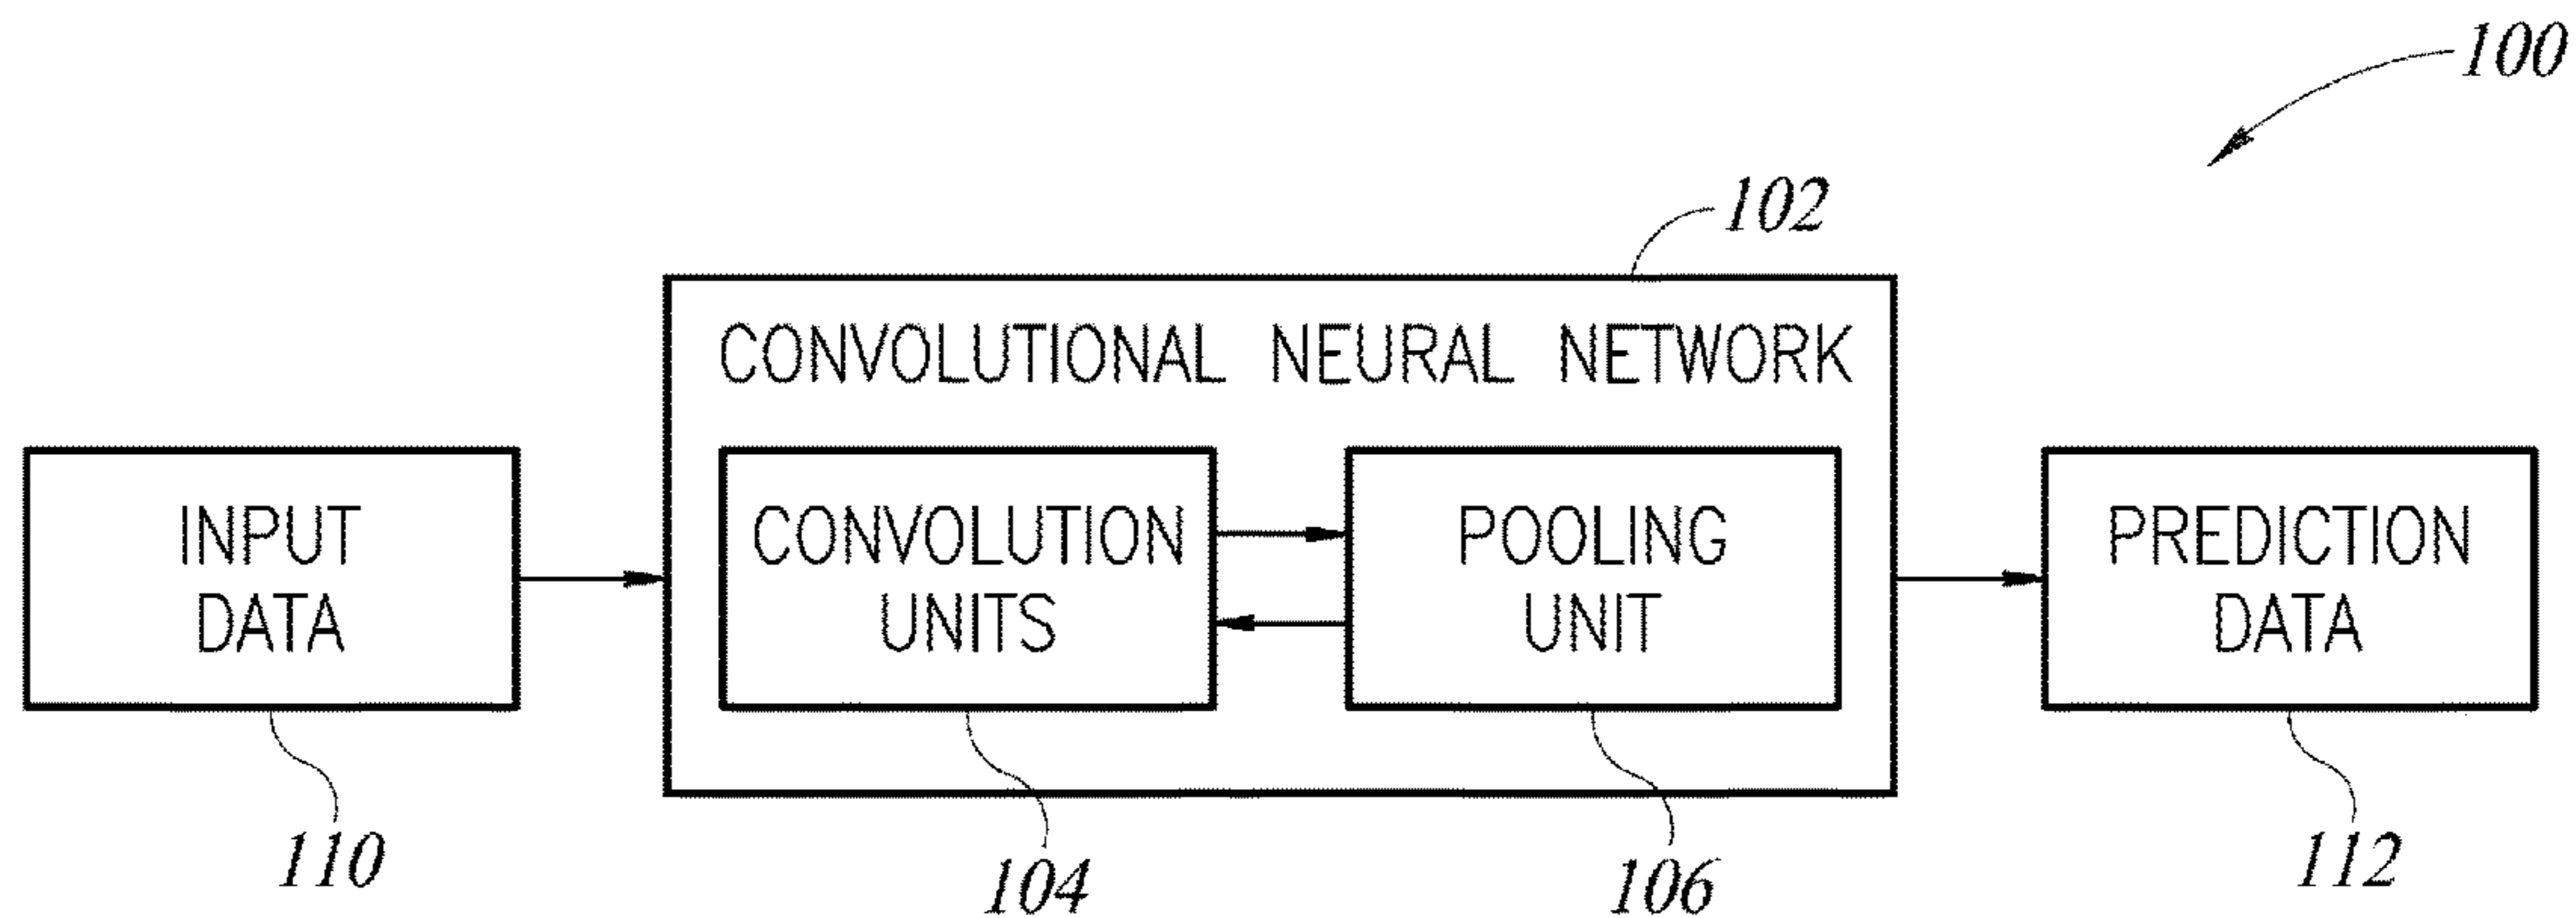 100
102
CONVOLUTIONAL NEURAL NETWORK
INPUT
DATA
CONVOLUTION
UNITS
POOLING
UNIT
PREDICTION
DATA
110
104
106
112